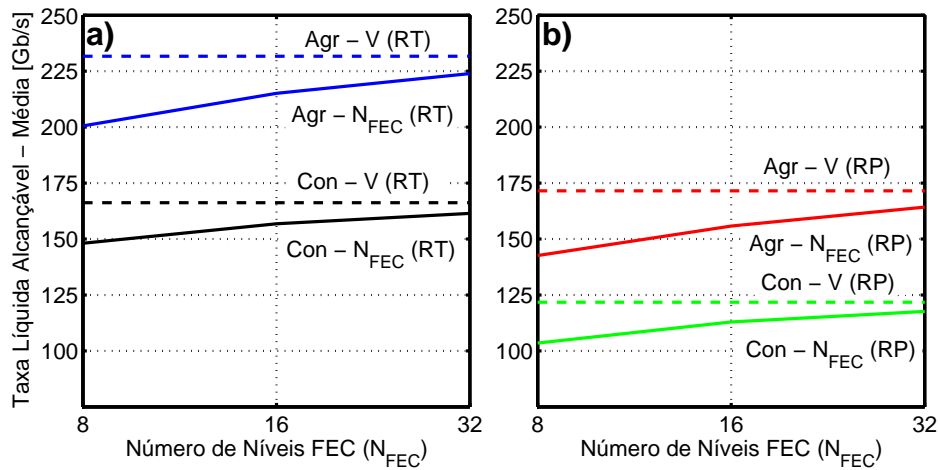 Taxa Líquida Alcançável – Média [Gb/s]
a)
250
225
200
175
150
125
100
Agr – V (RT)
Agr – N_FEC (RT)
Con – V (RT)
Con – N_FEC (RT)
8
16
32
Número de Níveis FEC (N_FEC)
b)
250
225
200
175
150
125
100
Agr – V (RP)
Agr – N_FEC (RP)
Con – V (RP)
Con – N_FEC (RP)
8
16
32
Número de Níveis FEC (N_FEC)